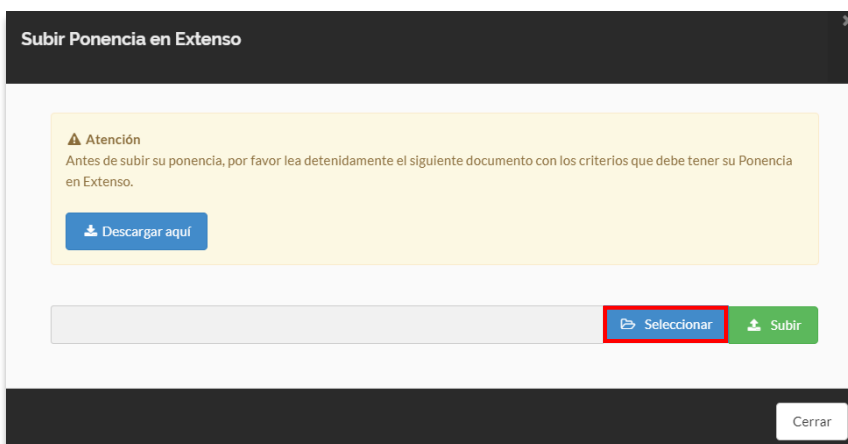 Subir Ponencia en Extenso
Atención
Antes de subir su ponencia, por favor lea detenidamente el siguiente documento con los criterios que debe tener su Ponencia
en Extenso.
Descargar aquí
Seleccionar
Subir
Cerrar